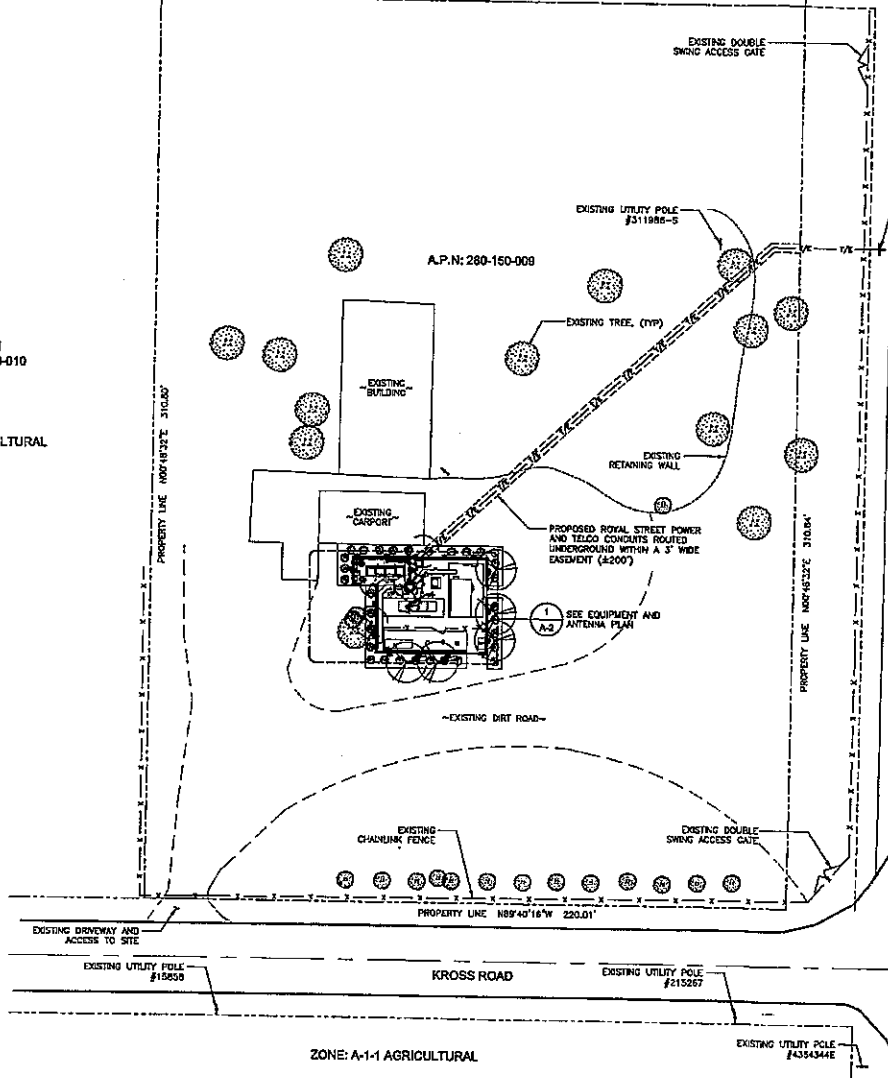 EXISTING DOUBLE
SWING ACCESS GATE
EXISTING UTILITY POLE
#311986-S
A.P.N: 280-150-009
EXISTING TREE, (TYP)
-010
~EXISTING
BUILDING~
LTURAL
PROPERTY LINE N00°46'32"E 310.80'
EXISTING
RETAINING WALL
~EXISTING
CARPORT~
PROPOSED ROYAL STREET POWER
AND TELCO CONDUITS ROUTED
UNDERGROUND WITHIN A 3' WIDE
EASEMENT (±200')
PROPERTY LINE N00°46'32"E 310.84'
1
A-2
SEE EQUIPMENT AND
ANTENNA PLAN
~EXISTING DIRT ROAD~
EXISTING
CHAINLINK FENCE
EXISTING DOUBLE
SWING ACCESS GATE
PROPERTY LINE N89°40'16"W 220.01'
EXISTING DRIVEWAY AND
ACCESS TO SITE
EXISTING UTILITY POLE
#15858
KROSS ROAD
EXISTING UTILITY POLE
#215267
ZONE: A-1-1 AGRICULTURAL
EXISTING UTILITY POLE
#4354344E